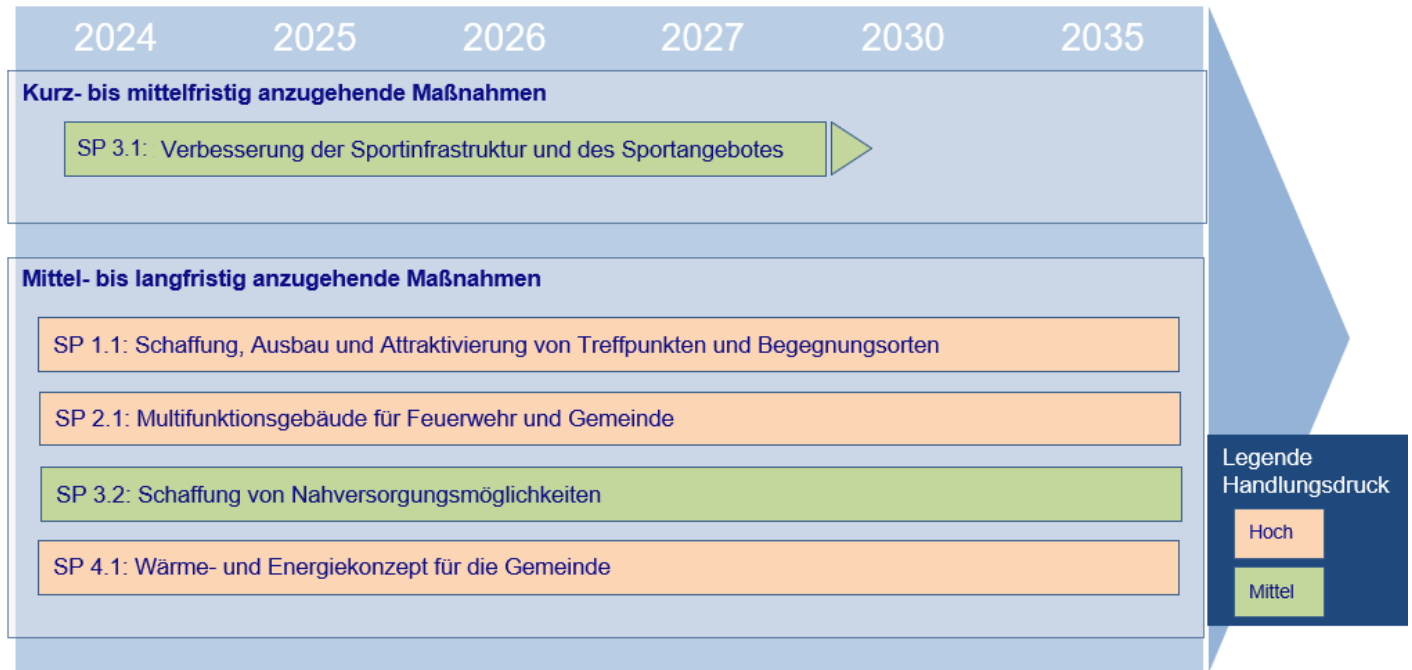 2024 2025 2026 2027 2030 2035
Kurz- bis mittelfristig anzugehende Maßnahmen
SP 3.1: Verbesserung der Sportinfrastruktur und des Sportangebotes
Mittel- bis langfristig anzugehende Maßnahmen
SP 1.1: Schaffung, Ausbau und Attraktivierung von Treffpunkten und Begegnungsorten
SP 2.1: Multifunktionsgebäude für Feuerwehr und Gemeinde
SP 3.2: Schaffung von Nahversorgungsmöglichkeiten
SP 4.1: Wärme- und Energiekonzept für die Gemeinde
Legende
Handlungsdruck
Hoch
Mittel